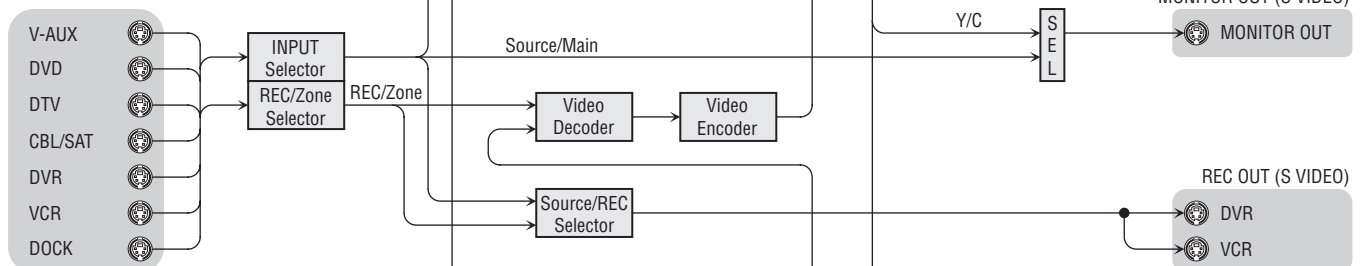 MONITOR OUT (S VIDEO)
V-AUX
DVD
DTV
CBL/SAT
DVR
VCR
DOCK
INPUT
Selector
REC/Zone
Selector
Source/Main
REC/Zone
Video
Decoder
Video
Encoder
Source/REC
Selector
Y/C
S
E
L
MONITOR OUT
REC OUT (S VIDEO)
DVR
VCR